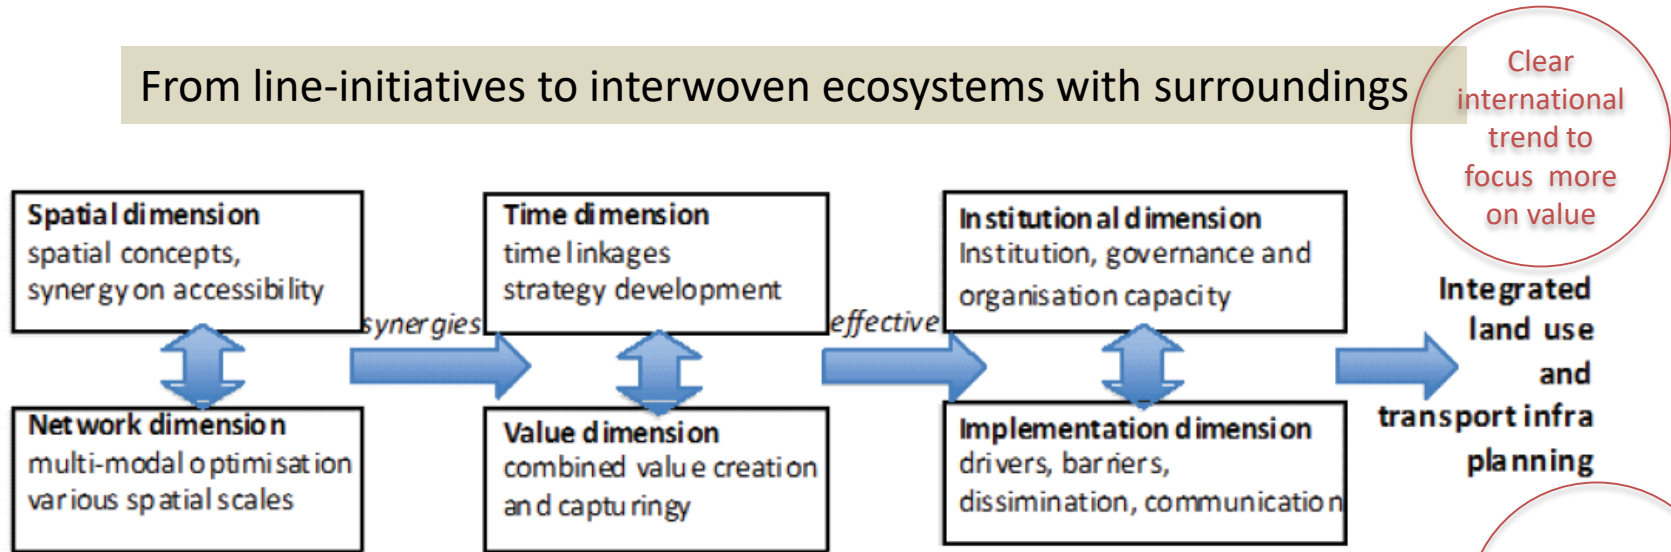 From line-initiatives to interwoven ecosystems with surroundings
Clear
international
trend to
focus more
on value
Spatial dimension
spatial concepts,
synergy on accessibility
synergies
Time dimension
time linkages
strategy development
effective
Institutional dimension
Institution, governance and
organisation capacity
Integrated
land use
and
transport infra
planning
Network dimension
multi-modal optimisation
various spatial scales
Value dimension
combined value creation
and capturingy
Implementation dimension
drivers, barriers,
dissimination, communication